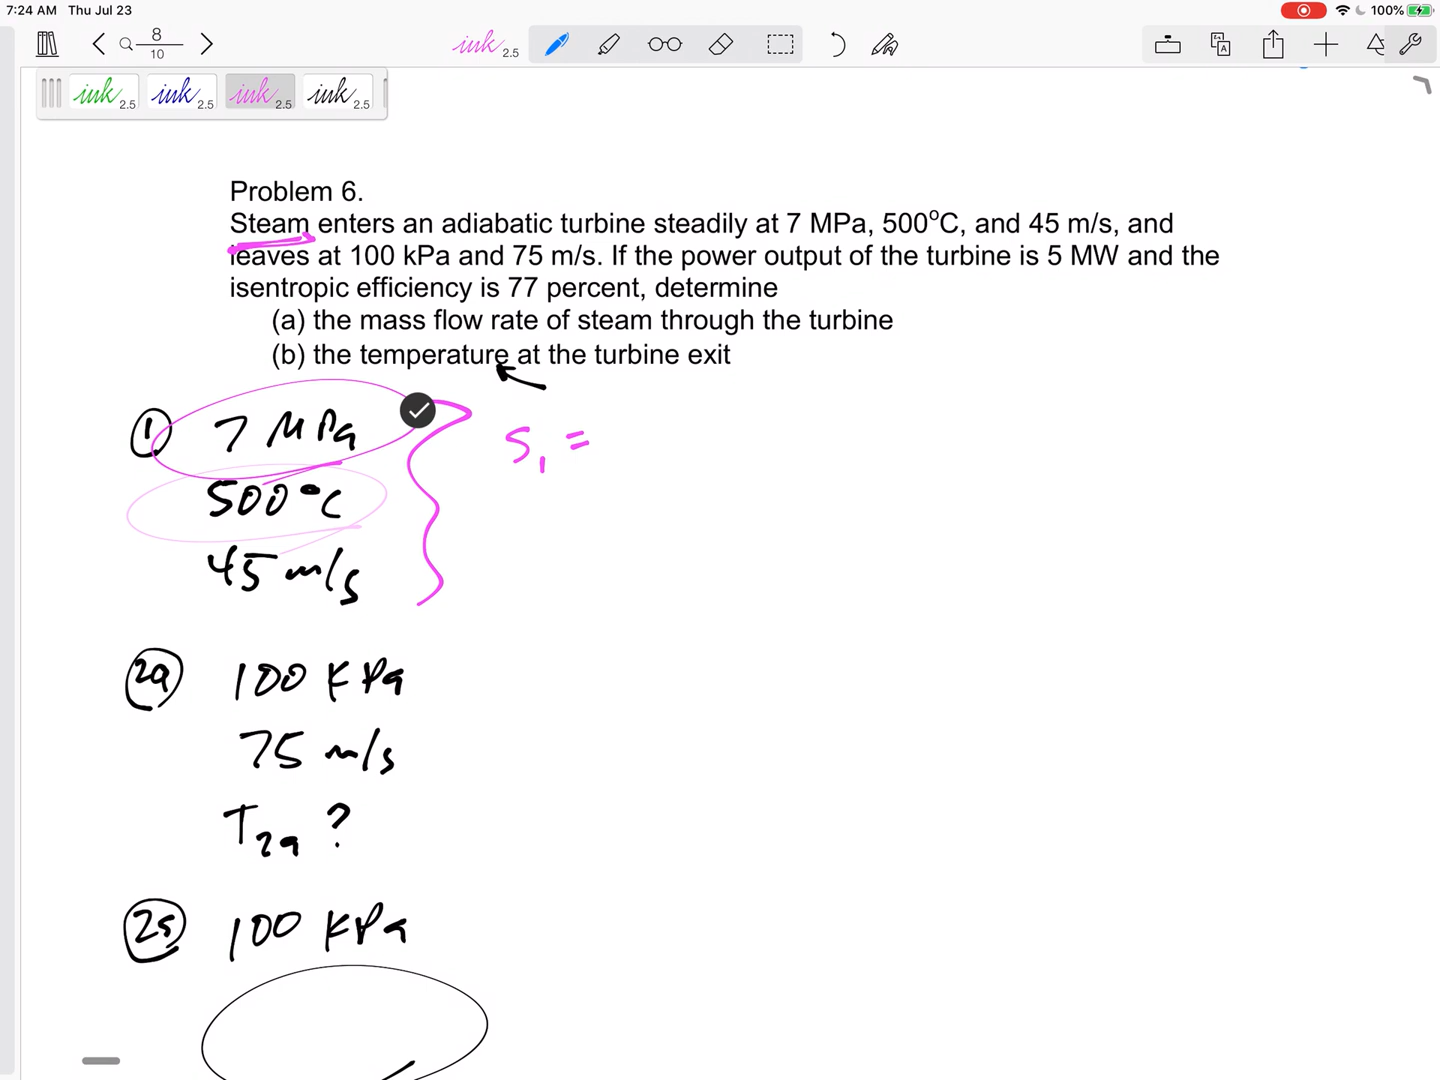 7:24 AM Thu Jul 23
100%
8
10
ink 2.5
ink 2.5
ink 2.5
ink 2.5
ink 2.5
Problem 6.
Steam enters an adiabatic turbine steadily at 7 MPa, 500°C, and 45 m/s, and
leaves at 100 kPa and 75 m/s. If the power output of the turbine is 5 MW and the
isentropic efficiency is 77 percent, determine
(a) the mass flow rate of steam through the turbine
(b) the temperature at the turbine exit
① 7 MPa
S₁ =
500°C
45 m/s
2a 100 KPa
75 m/s
T2a ?
2s 100 KPa